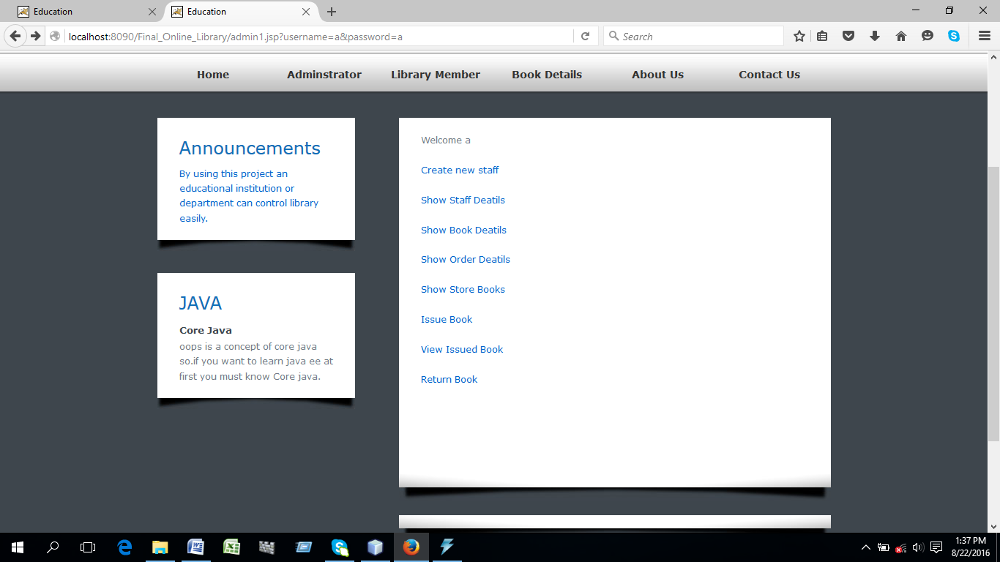 Education
Education
localhost:8090/Final_Online_Library/admin1.jsp?username=a&password=a
Search
Home
Adminstrator
Library Member
Book Details
About Us
Contact Us
Announcements
By using this project an
educational institution or
department can control library
easily.
JAVA
Core Java
oops is a concept of core java
so.if you want to learn java ee at
first you must know Core java.
Welcome a
Create new staff
Show Staff Deatils
Show Book Deatils
Show Order Deatils
Show Store Books
Issue Book
View Issued Book
Return Book
1:37 PM
8/22/2016